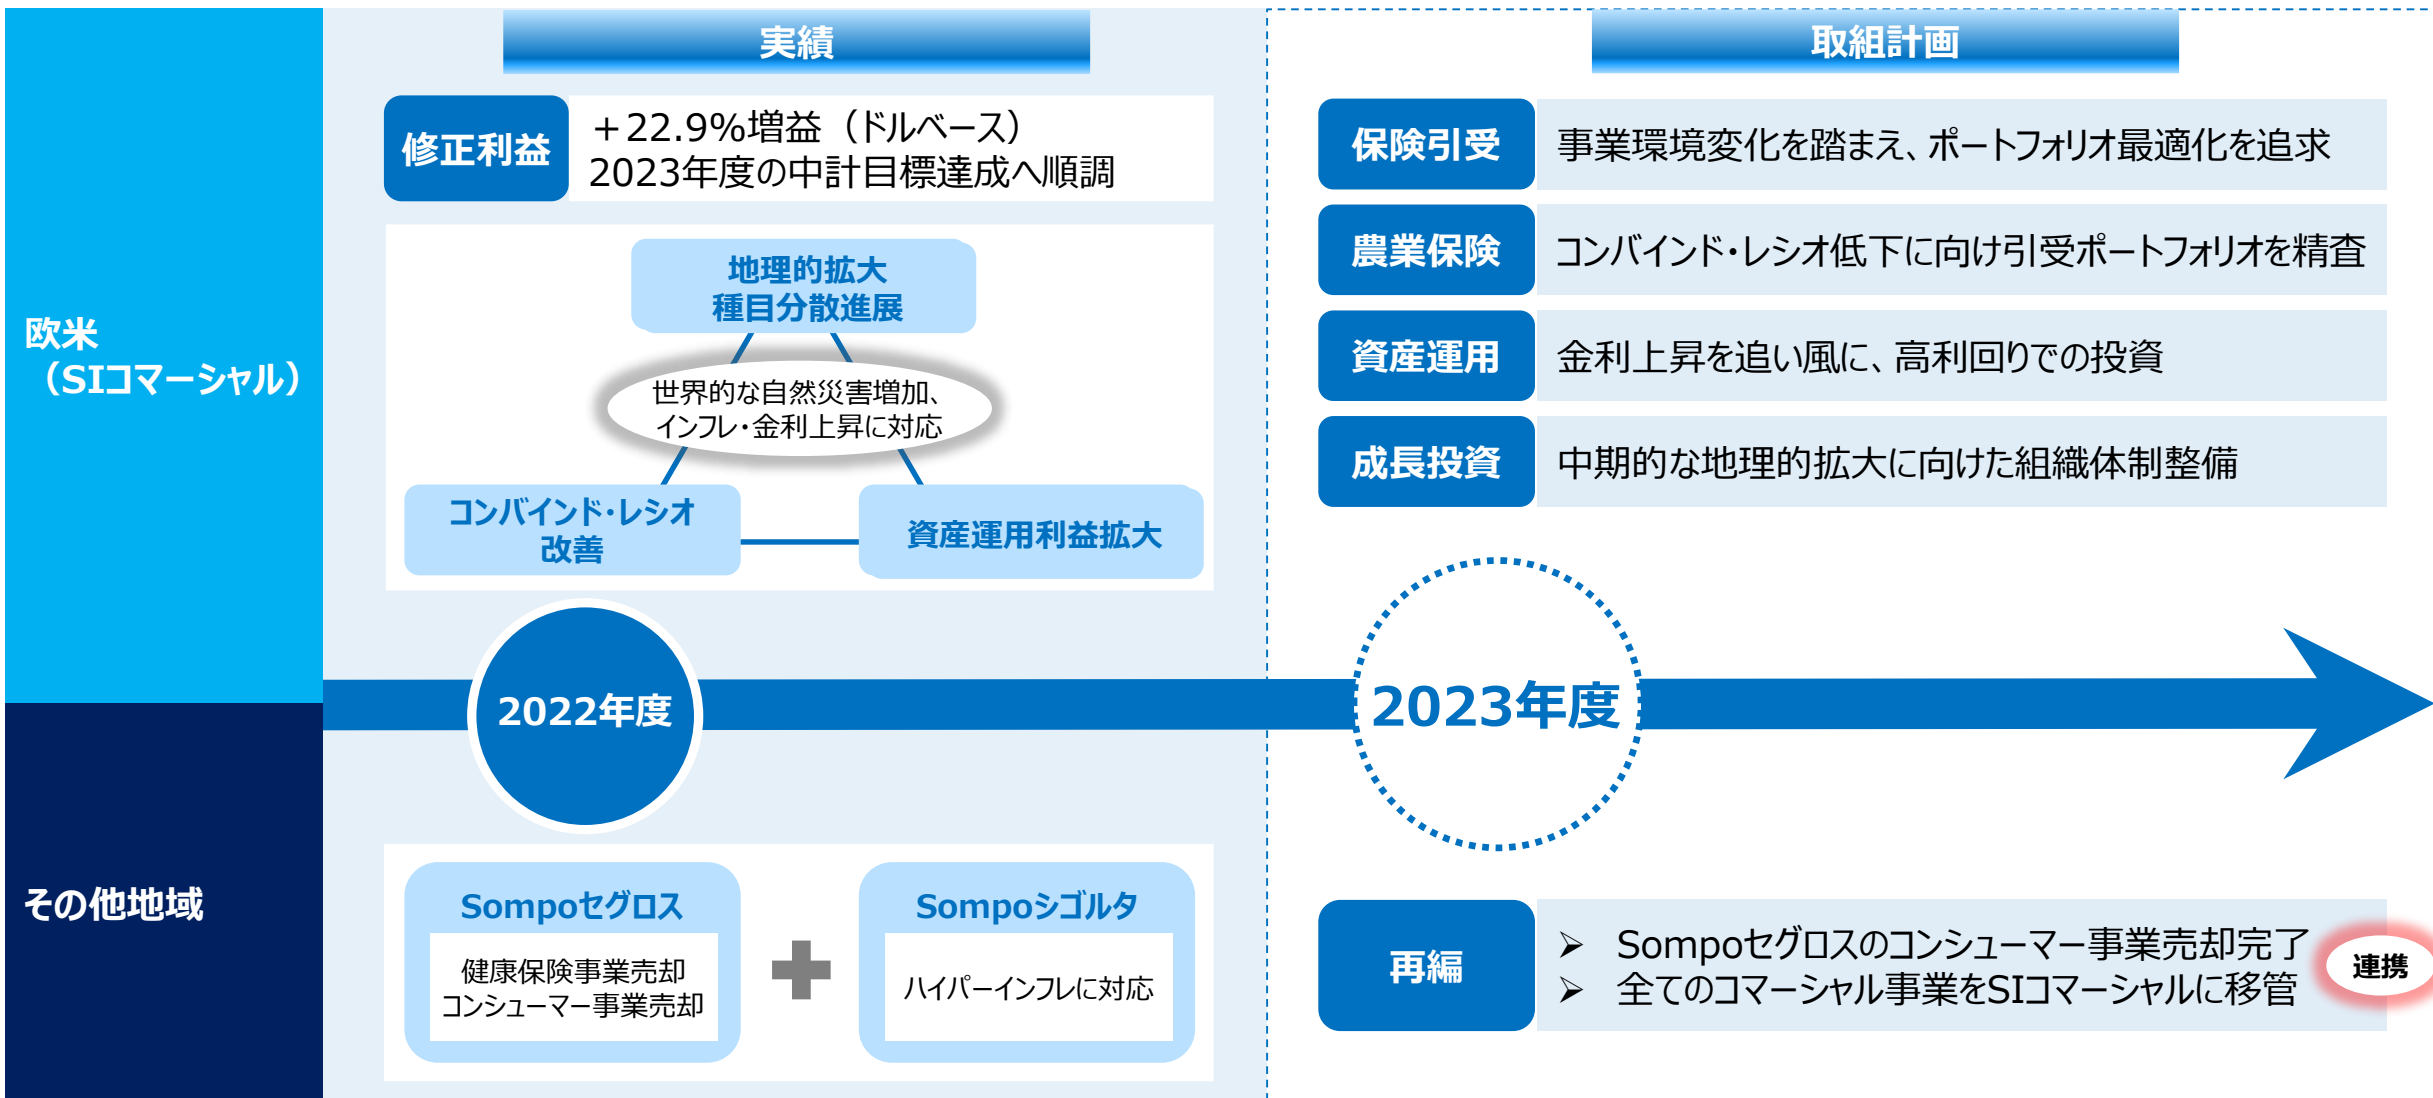 実績
取組計画
欧米
（SIコマーシャル）
修正利益
＋22.9%増益（ドルベース）
2023年度の中計目標達成へ順調
地理的拡大
種目分散進展
世界的な自然災害増加、
インフレ・金利上昇に対応
コンバインド・レシオ
改善
資産運用利益拡大
保険引受
事業環境変化を踏まえ、ポートフォリオ最適化を追求
農業保険
コンバインド・レシオ低下に向け引受ポートフォリオを精査
資産運用
金利上昇を追い風に、高利回りでの投資
成長投資
中期的な地理的拡大に向けた組織体制整備
2022年度
2023年度
その他地域
Sompoセグロス
健康保険事業売却
コンシューマー事業売却
Sompoシゴルタ
ハイパーインフレに対応
再編
➢ Sompoセグロスのコンシューマー事業売却完了
➢ 全てのコマーシャル事業をSIコマーシャルに移管
連携